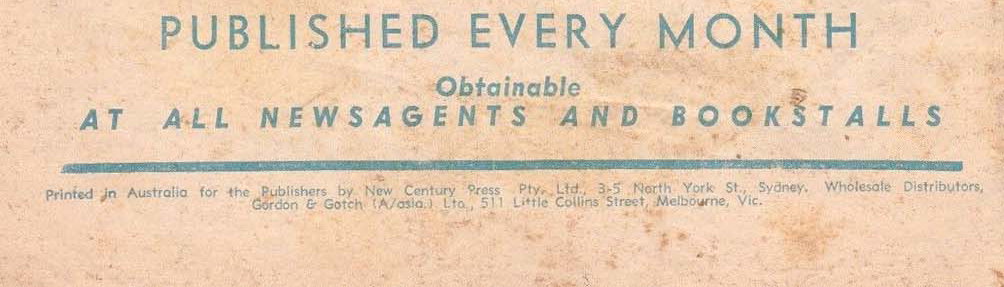 PUBLISHED EVERY MONTH
Obtainable
AT ALL NEWSAGENTS AND BOOKSTALLS
Printed in Australia for the Publishers by New Century Press Pty. Ltd., 3-5 North York St., Sydney. Wholesale Distributors,
Gordon & Gotch (A/asia.) Ltd., 511 Little Collins Street, Melbourne, Vic.